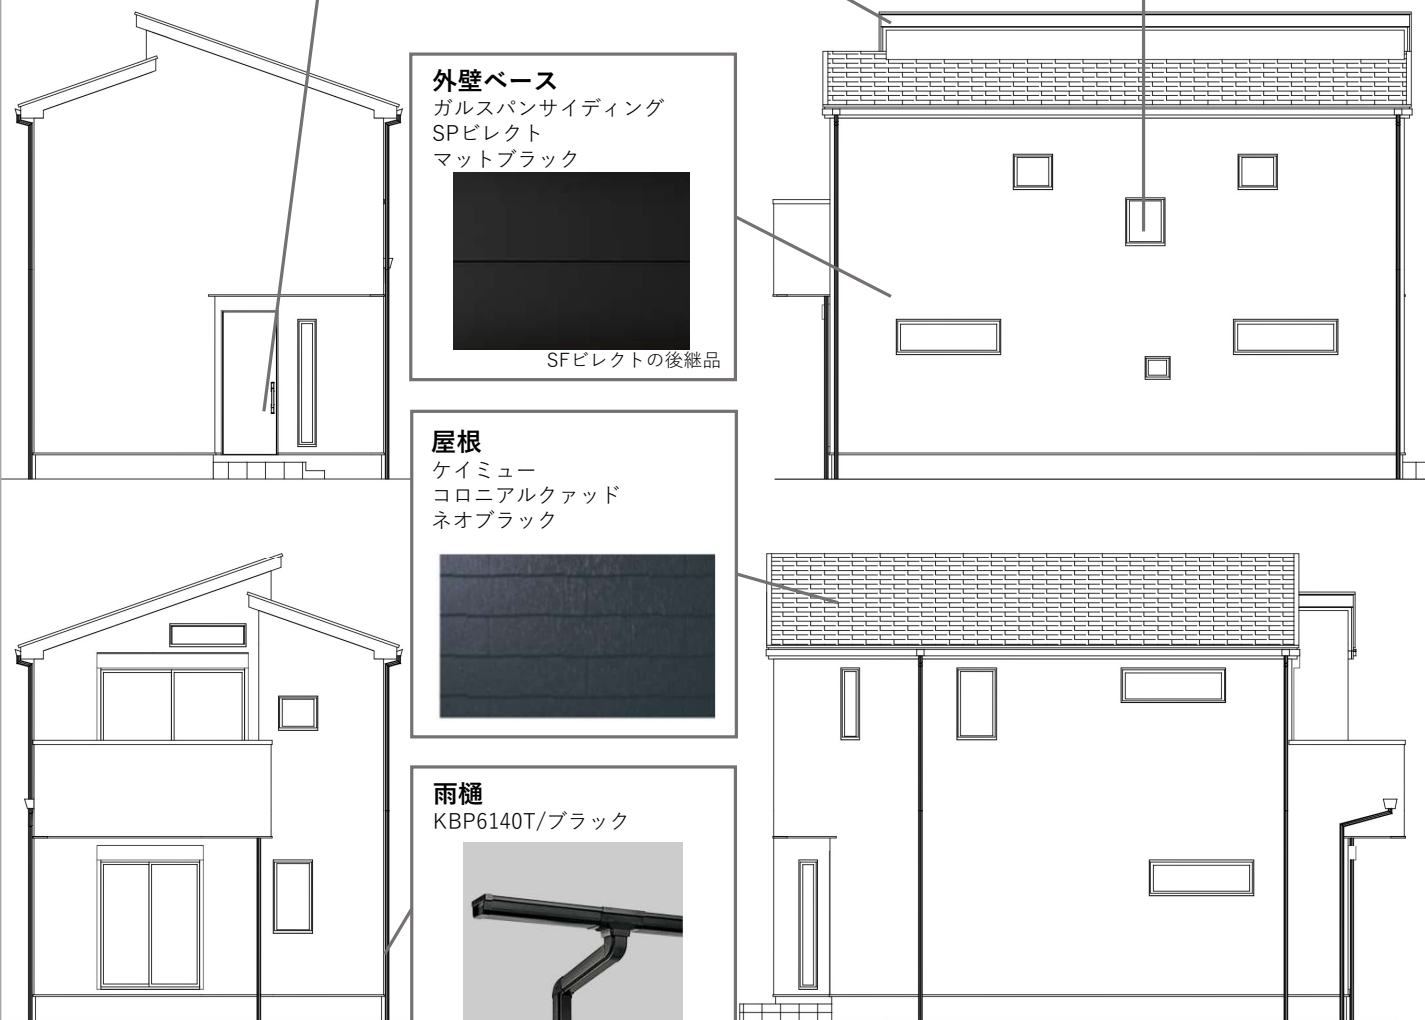 外壁ベース
ガルスパンサイディング
SPビレクト
マットブラック
SFビレクトの後継品
屋根
ケイミュー
コロニアルクァッド
ネオブラック
雨樋
KBP6140T/ブラック